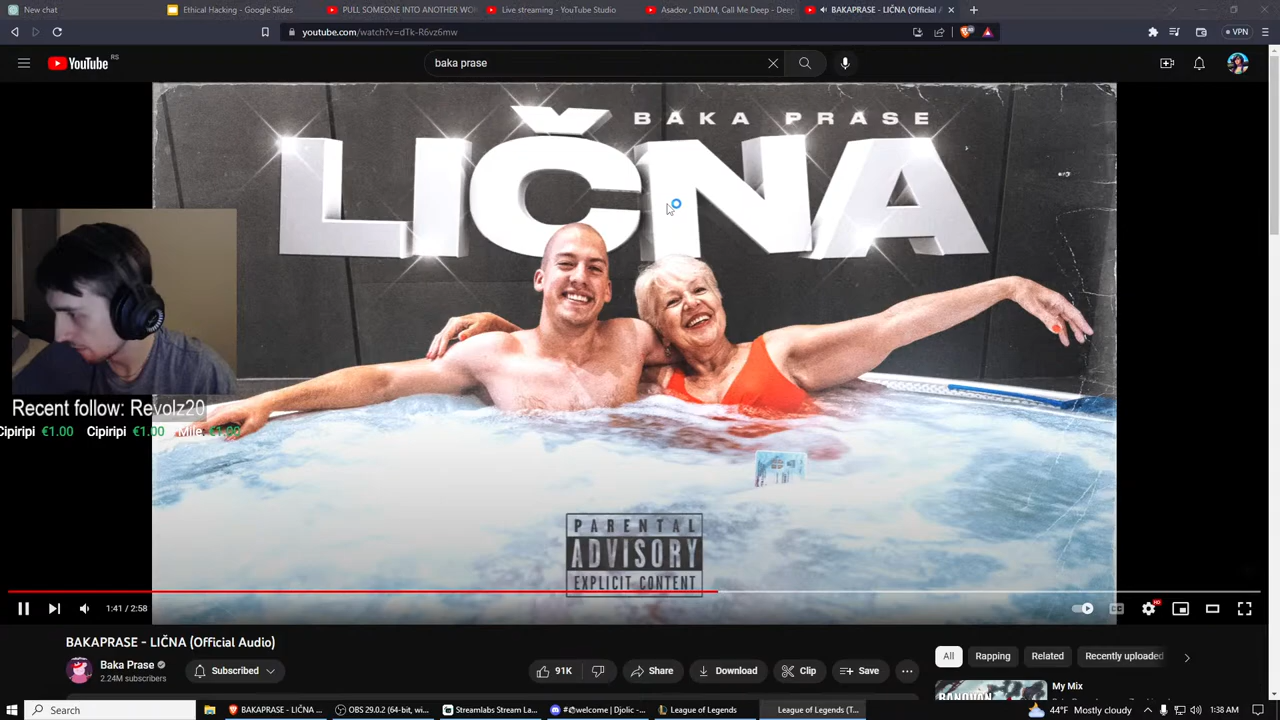 New chat
Ethical Hacking - Google Slides
PULL SOMEONE INTO ANOTHER WOR
Live streaming - YouTube Studio
Asadov, DNDM, Call Me Deep - Deep
BAKAPRASE - LIČNA (Official A
youtube.com/watch?v=dTk-R6vz6mw
VPN
YouTube RS
baka prase
BAKA PRASE
LIČNA
Recent follow: Revolz20
Cipiripi €1.00 Cipiripi €1.00 Mile: €1.00
PARENTAL
ADVISORY
EXPLICIT CONTENT
1:41 / 2:58
HD
BAKAPRASE - LIČNA (Official Audio)
Baka Prase
2.24M subscribers
Subscribed
91K
Share
Download
Clip
Save
All
Rapping
Related
Recently uploaded
My Mix
Search
BAKAPRASE - LIČNA ...
OBS 29.0.2 (64-bit, wi...
Streamlabs Stream La...
#welcome | Djolic - ...
League of Legends
League of Legends (T...
44°F Mostly cloudy
1:38 AM